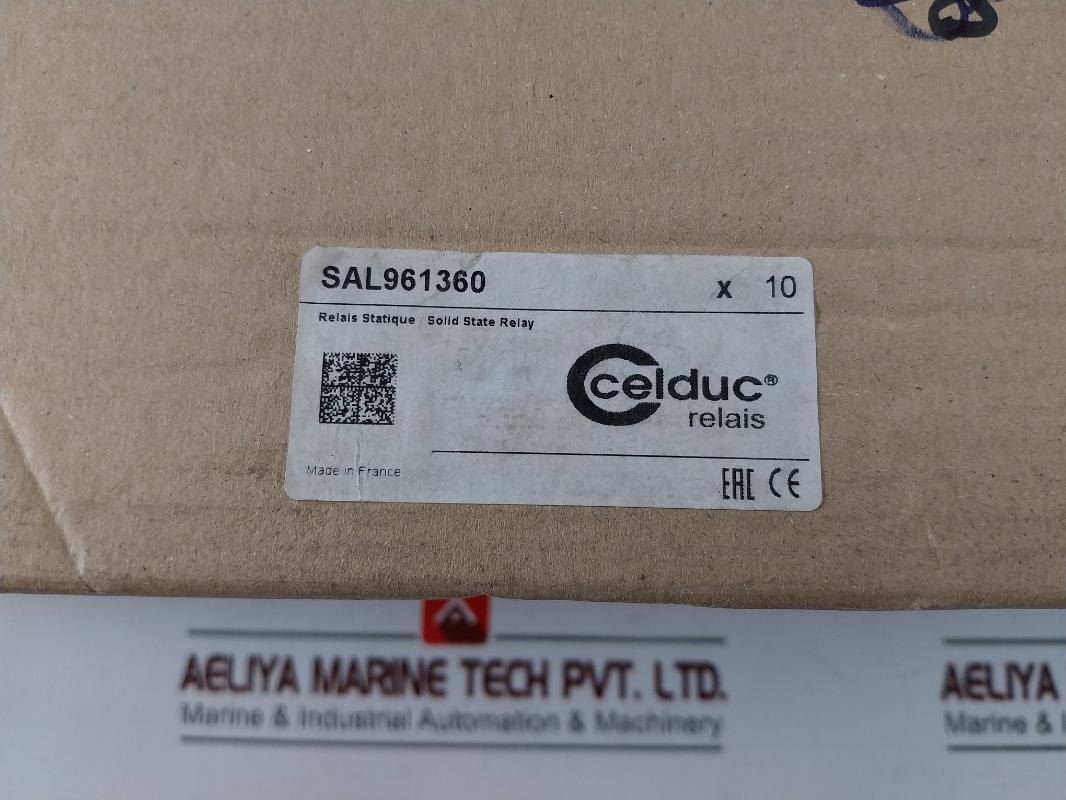 SAL961360 x 10
Relais Statique / Solid State Relay
celduc®
relais
Made in France
EAC CE
AELIYA MARINE TECH PVT. LTD.
Marine & Industrial Automation & Machinery
AELIYA
Marine &